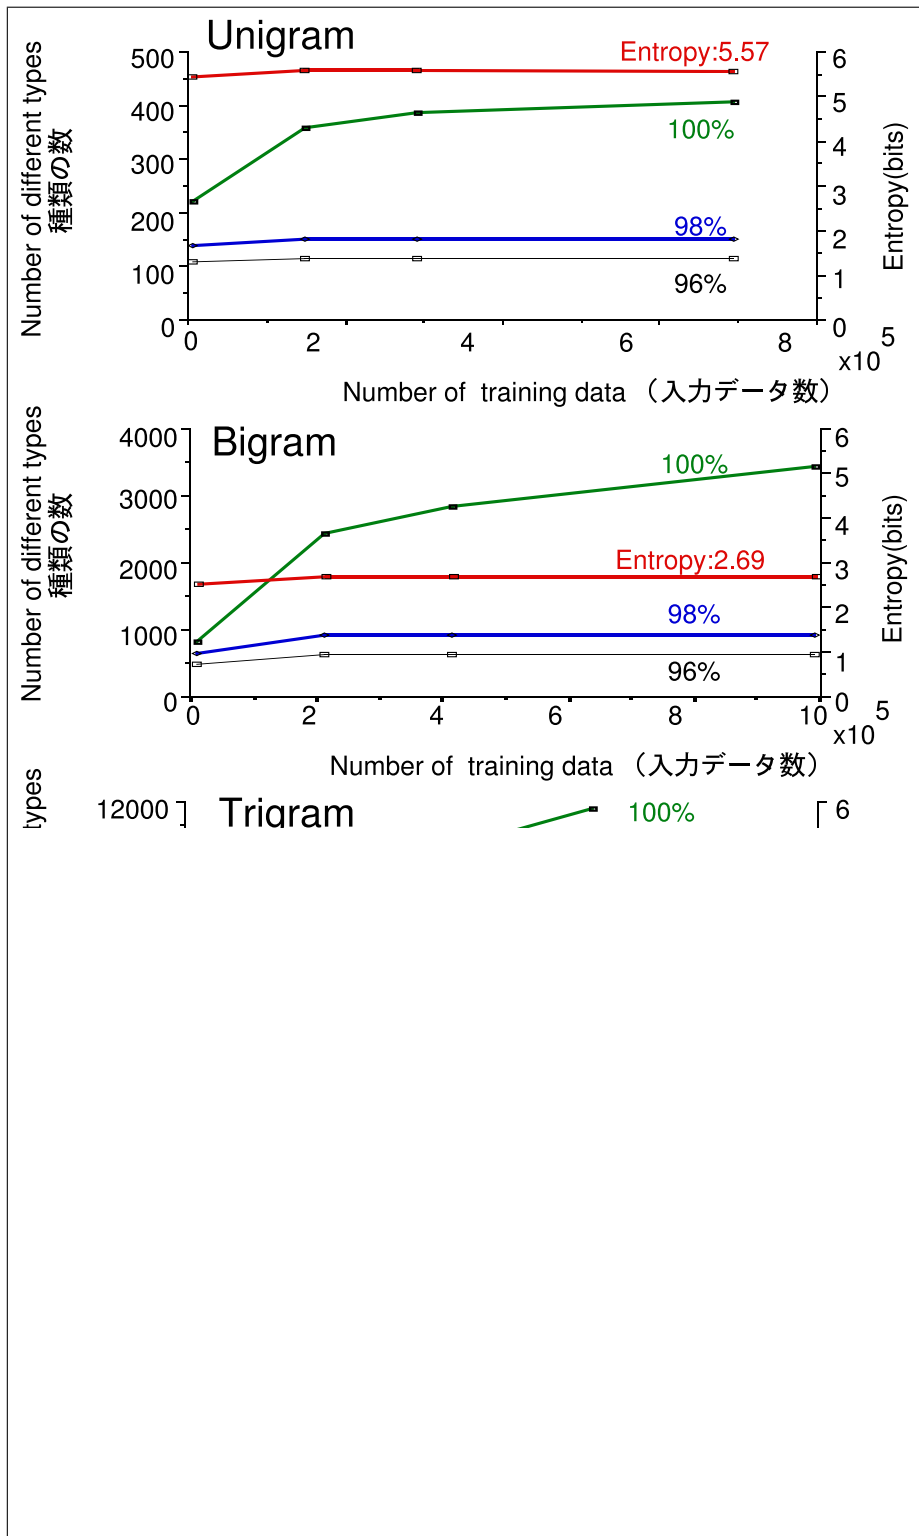 Unigram
Number of different types
種類の数
500
400
300
200
100
0
Entropy:5.57
100%
98%
96%
6
5
4
3
2
1
0
Entropy(bits)
0 2 4 6 8
x10 5
Number of training data （入力データ数）
Bigram
Number of different types
種類の数
4000
3000
2000
1000
0
100%
Entropy:2.69
98%
96%
6
5
4
3
2
1
0
Entropy(bits)
0 2 4 6 8 10
x10 5
Number of training data （入力データ数）
types
12000
Trigram
100%
6